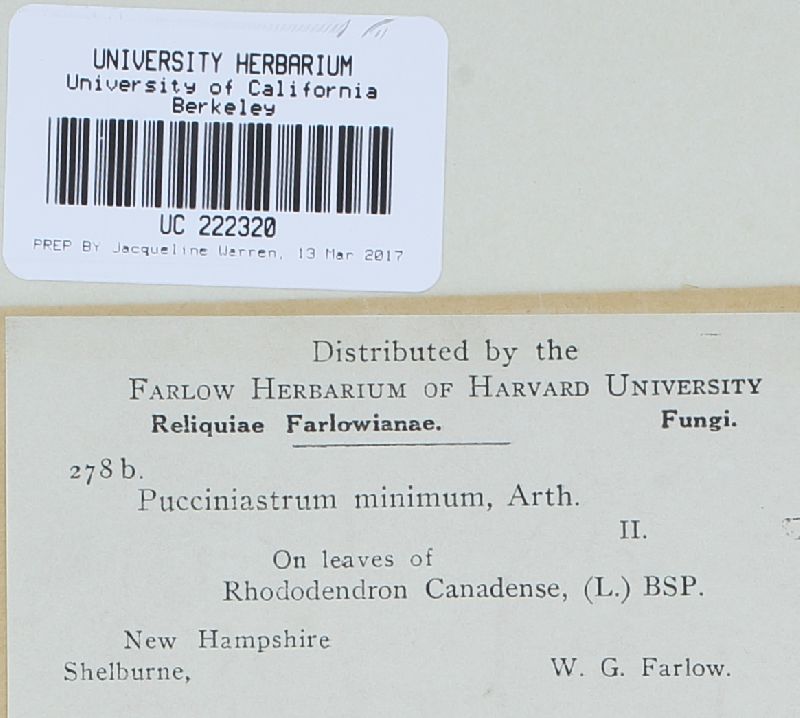 UNIVERSITY HERBARIUM
University of California
Berkeley
UC 222320
PREP BY Jacqueline Warren, 13 Mar 2017
Distributed by the
FARLOW HERBARIUM OF HARVARD UNIVERSITY
Reliquiae Farlowianae. Fungi.
278 b.
Pucciniastrum minimum, Arth.
II.
On leaves of
Rhododendron Canadense, (L.) BSP.
New Hampshire
Shelburne, W. G. Farlow.